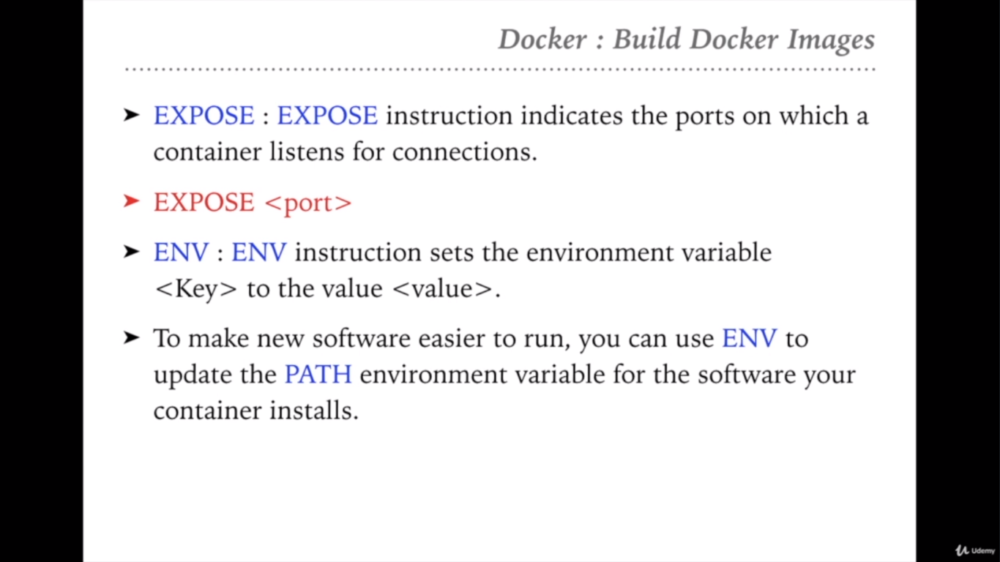 Docker : Build Docker Images
➤ EXPOSE : EXPOSE instruction indicates the ports on which a
container listens for connections.
➤ EXPOSE <port>
➤ ENV : ENV instruction sets the environment variable
<Key> to the value <value>.
➤ To make new software easier to run, you can use ENV to
update the PATH environment variable for the software your
container installs.
Udemy